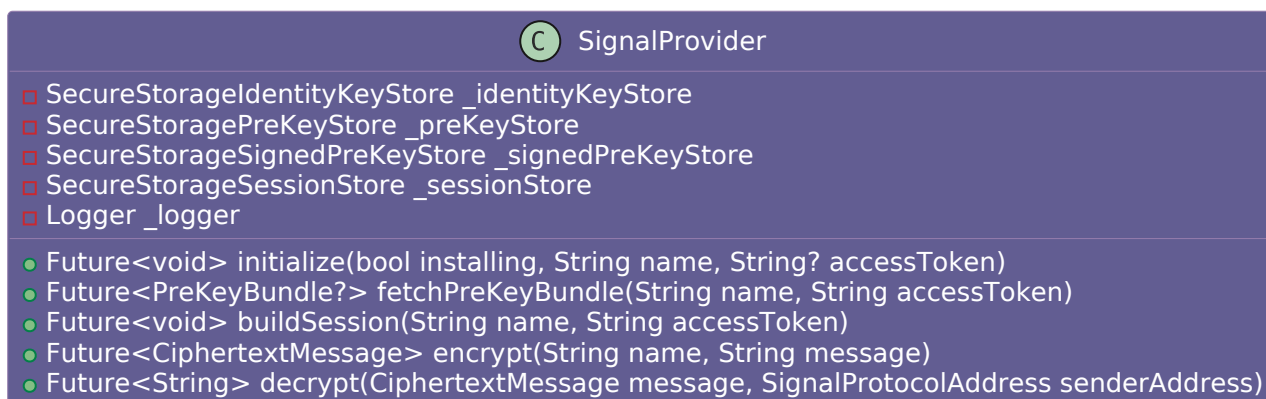 C SignalProvider
SecureStorageIdentityKeyStore _identityKeyStore
SecureStoragePreKeyStore _preKeyStore
SecureStorageSignedPreKeyStore _signedPreKeyStore
SecureStorageSessionStore _sessionStore
Logger _logger
Future<void> initialize(bool installing, String name, String? accessToken)
Future<PreKeyBundle?> fetchPreKeyBundle(String name, String accessToken)
Future<void> buildSession(String name, String accessToken)
Future<CiphertextMessage> encrypt(String name, String message)
Future<String> decrypt(CiphertextMessage message, SignalProtocolAddress senderAddress)